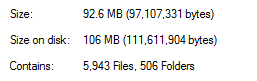 Size: 92.6 MB (97,107,331 bytes)
Size on disk: 106 MB (111,611,904 bytes)
Contains: 5,943 Files, 506 Folders